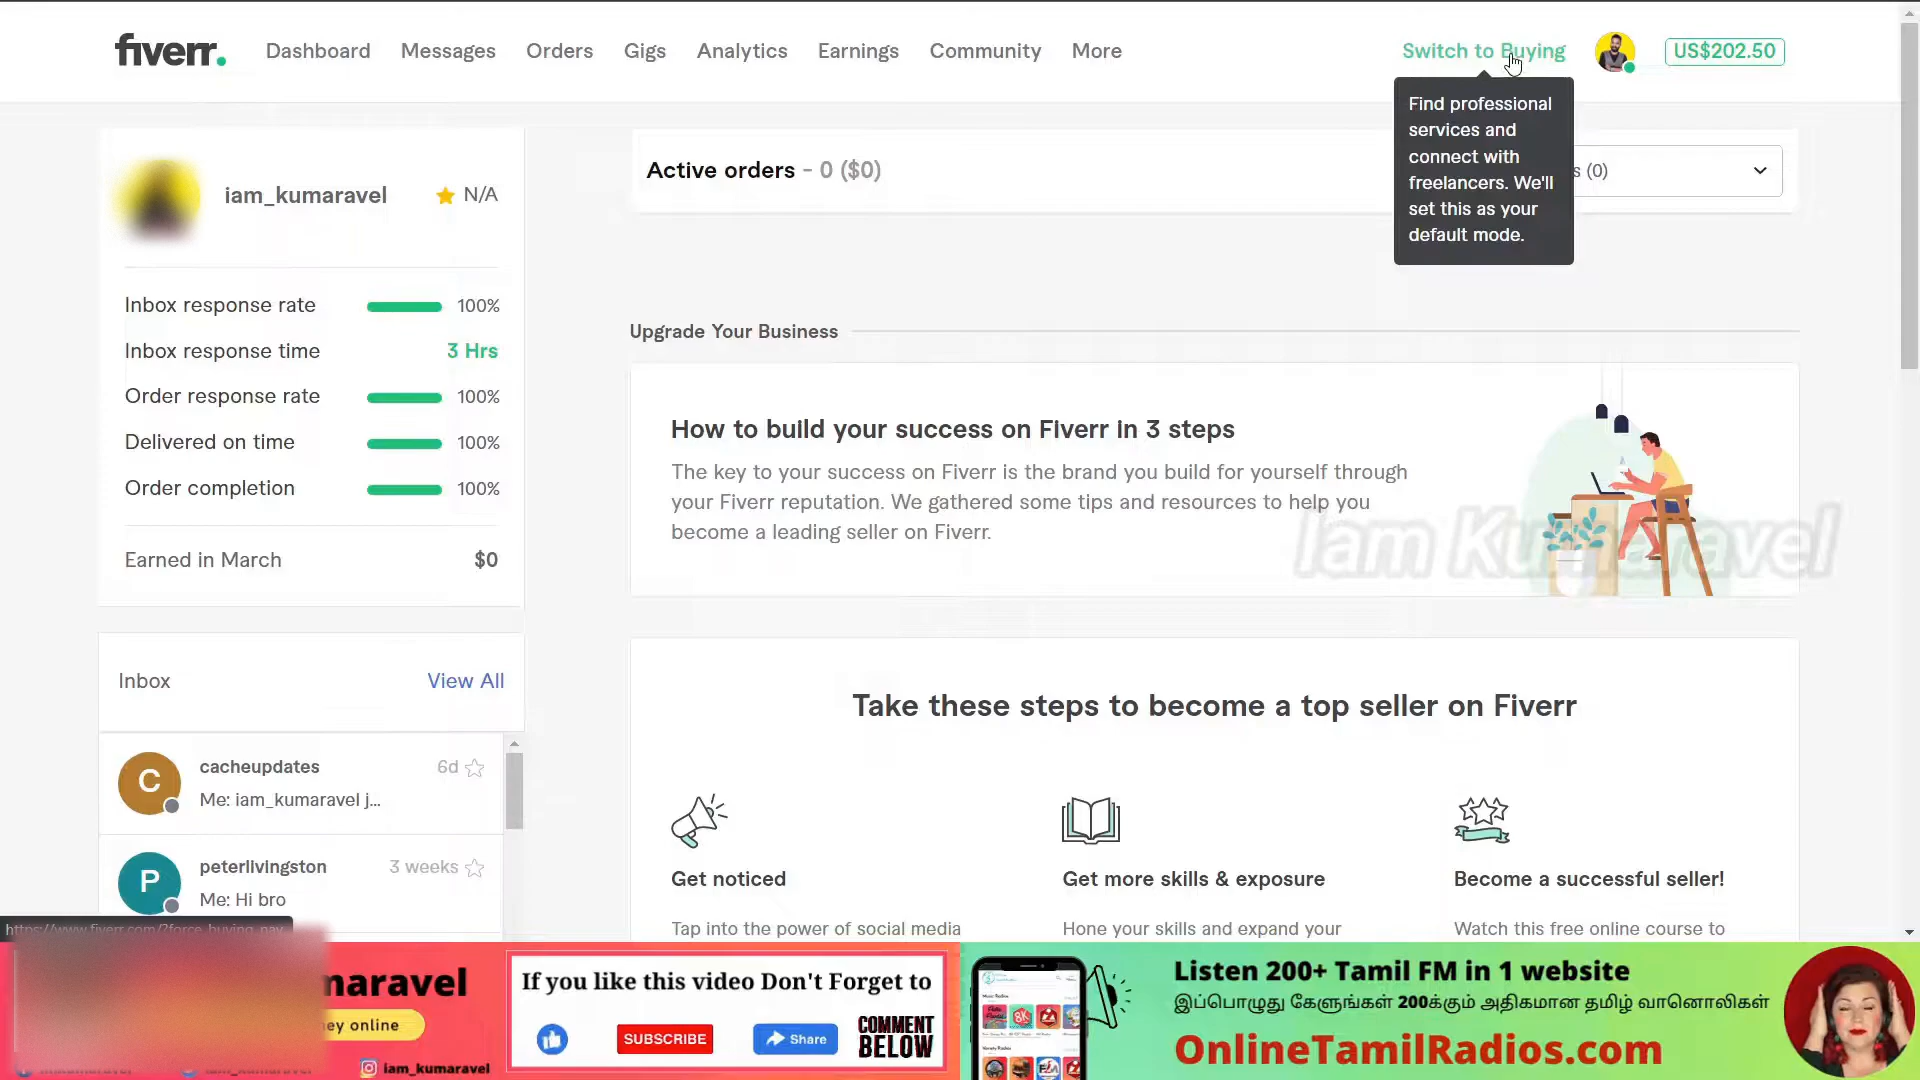 fiverr.
Dashboard Messages Orders Gigs Analytics Earnings Community More
Switch to Buying
US$202.50
Find professional
services and
connect with
freelancers. We'll
set this as your
default mode.
iam_kumaravel
N/A
Inbox response rate 100%
Inbox response time 3 Hrs
Order response rate 100%
Delivered on time 100%
Order completion 100%
Earned in March $0
Inbox View All
C
cacheupdates 6d
Me: iam_kumaravel j...
P
peterlivingston 3 weeks
Me: Hi bro
Active orders - 0 ($0)
s (0)
Upgrade Your Business
How to build your success on Fiverr in 3 steps
The key to your success on Fiverr is the brand you build for yourself through
your Fiverr reputation. We gathered some tips and resources to help you
become a leading seller on Fiverr.
Iam Kumaravel
Take these steps to become a top seller on Fiverr
Get noticed
Tap into the power of social media
Get more skills & exposure
Hone your skills and expand your
Become a successful seller!
Watch this free online course to
https://www.fiverr.com/?force_buying_nav
maravel
ney online
iam_kumaravel
If you like this video Don't Forget to
SUBSCRIBE
Share
COMMENT
BELOW
Listen 200+ Tamil FM in 1 website
இப்பொழுது கேளுங்கள் 200க்கும் அதிகமான தமிழ் வானொலிகள்
OnlineTamilRadios.com